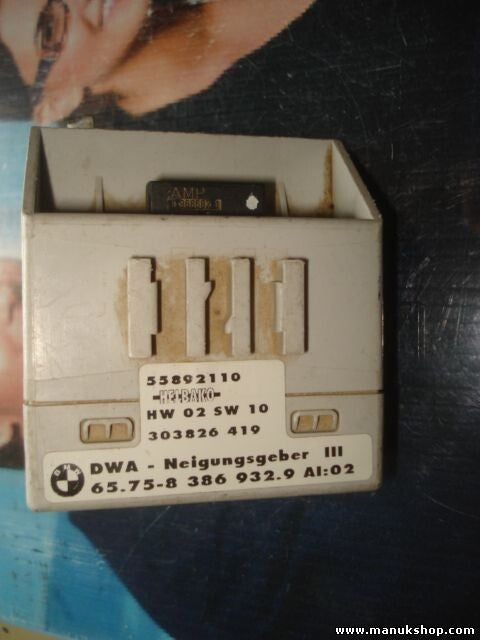 AMP
55892110
HELBAKO
HW 02 SW 10
303826 419
DWA - Neigungsgeber III
BMW
65.75-8 386 932.9 AI:02
www.manukshop.com